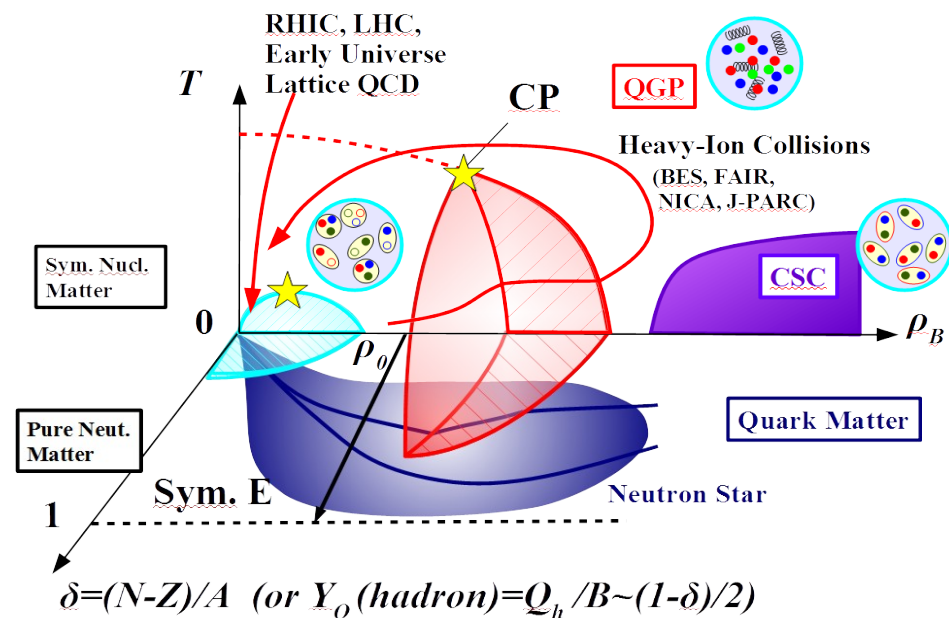 RHIC, LHC,
Early Universe
Lattice QCD
T
CP
QGP
Heavy-Ion Collisions
(BES, FAIR,
NICA, J-PARC)
Sym. Nucl.
Matter
CSC
0
ρ0
ρB
Pure Neut.
Matter
Quark Matter
Sym. E
Neutron Star
1
δ=(N-Z)/A (or YQ(hadron)=Qh/B~(1-δ)/2)